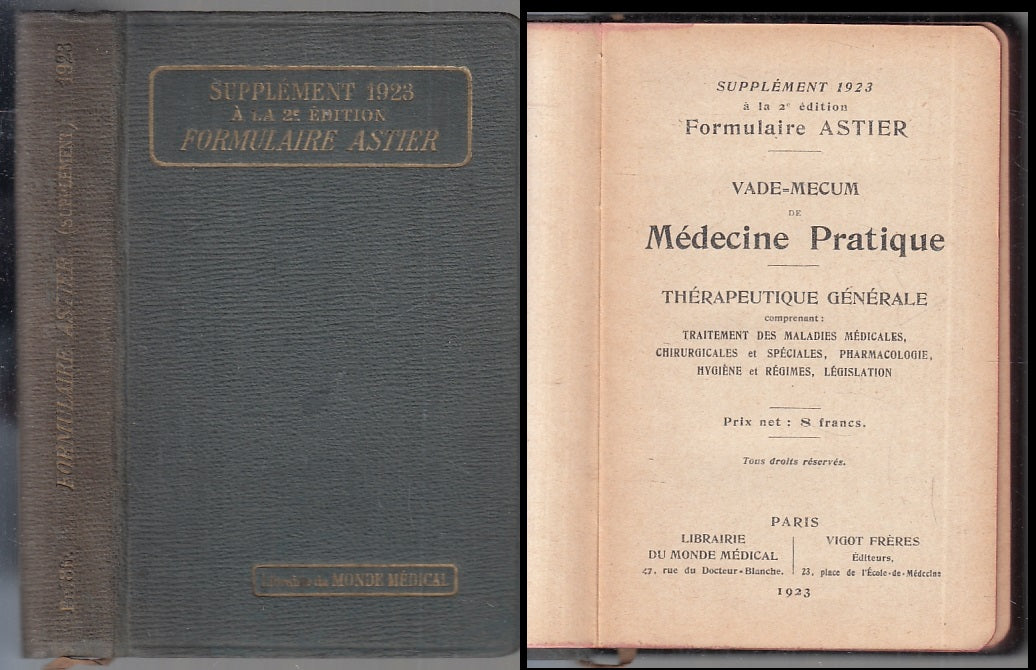 FORMULAIRE ASTIER (SUPPLÉMENT) 1923
SUPPLÉMENT 1923
À LA 2E ÉDITION
FORMULAIRE ASTIER
du MONDE MÉDICAL
SUPPLÉMENT 1923
à la 2e édition
Formulaire ASTIER
VADE=MECUM
DE
Médecine Pratique
THÉRAPEUTIQUE GÉNÉRALE
comprenant :
TRAITEMENT DES MALADIES MÉDICALES,
CHIRURGICALES et SPÉCIALES, PHARMACOLOGIE,
HYGIÈNE et RÉGIMES, LÉGISLATION
Prix net : 8 francs.
Tous droits réservés.
PARIS
LIBRAIRIE
DU MONDE MÉDICAL
47, rue du Docteur-Blanche.
VIGOT FRÈRES
Éditeurs,
23, place de l'École-de-Médecine
1923